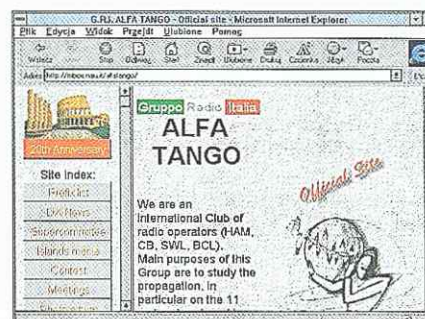 G.R.I. ALFA TANGO - Official site - Microsoft Internet Explorer
Plik Edycja Widok Przejdź Ulubione Pomoc
Wstecz Stop Odśwież Start Znajdź Ulubione Drukuj Czcionka Poczta
Adres
20th Anniversary
Gruppo Radio Italia
ALFA
TANGO
Site Index:
Prefix list
DX News
Islands
Contest
Meetings
Official Site
We are an
International Club of
radio operators (HAM,
CB, SWL, BCL).
Main purposes of this
Group are to study the
propagation, in
particular on the 11